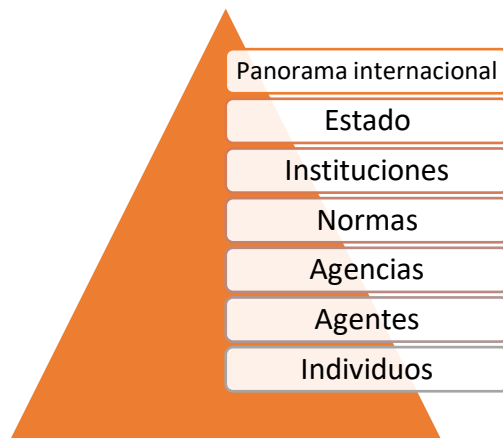 Panorama internacional
Estado
Instituciones
Normas
Agencias
Agentes
Individuos